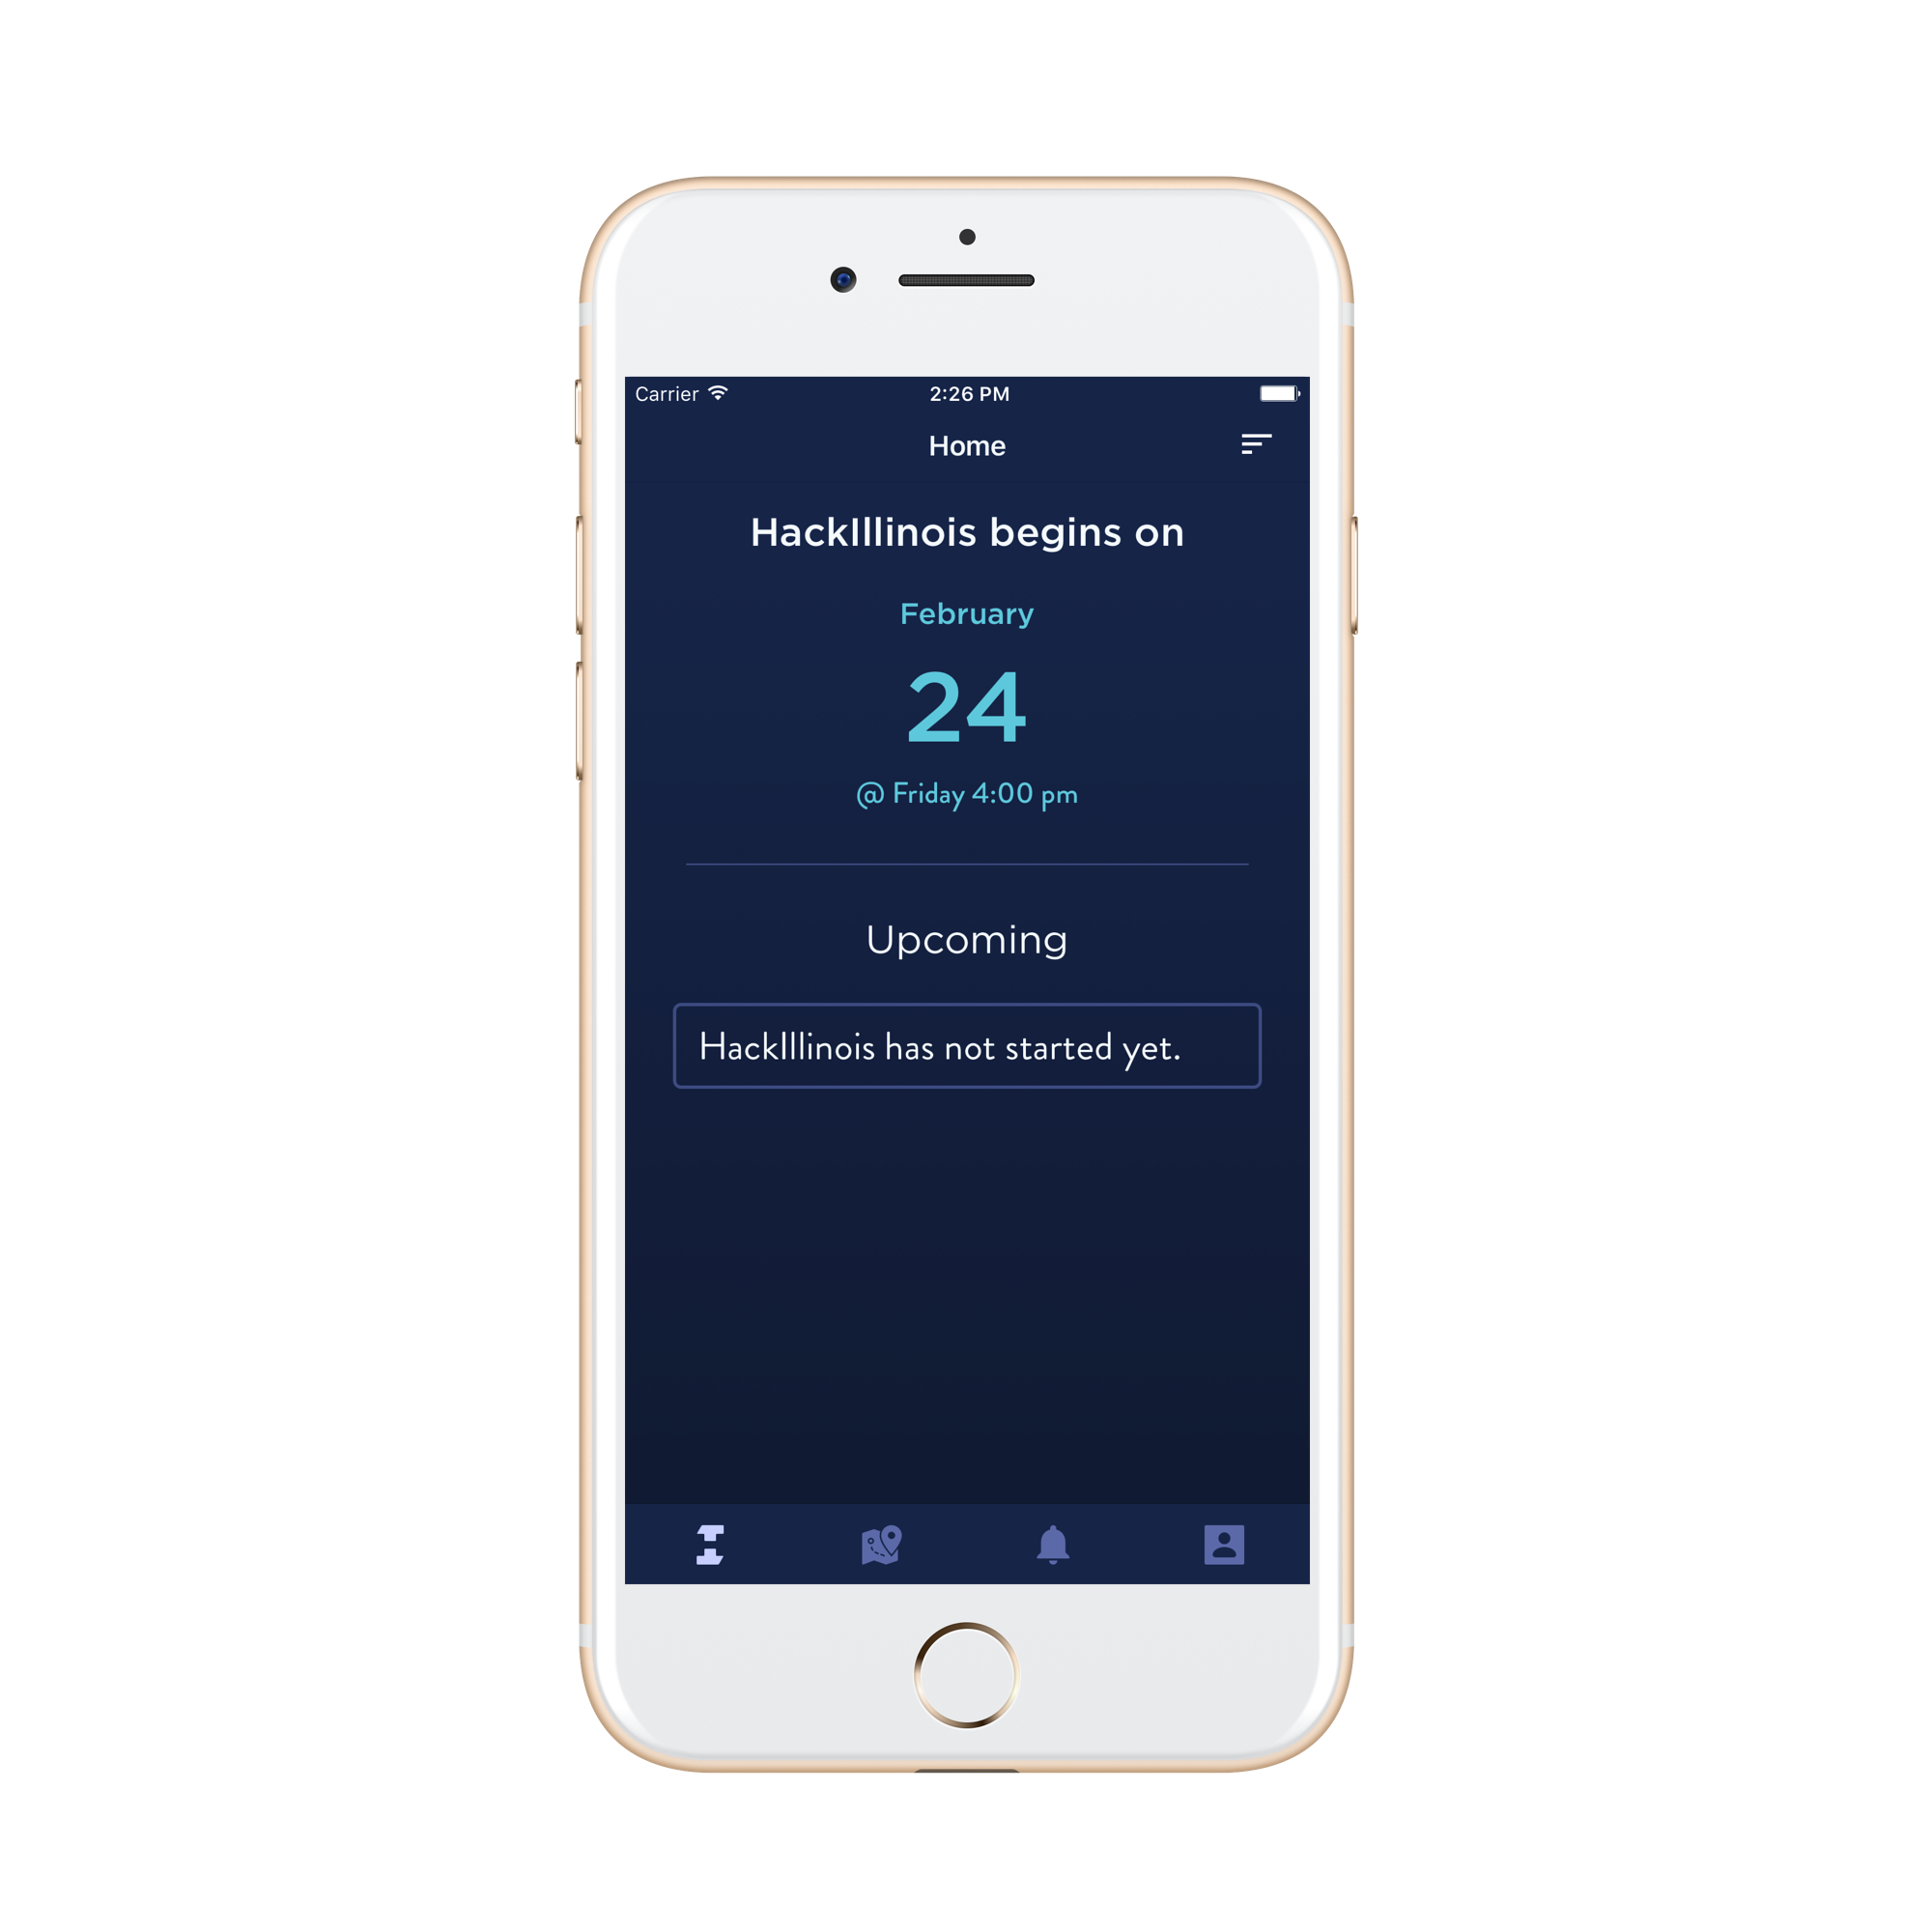 Carrier 2:26 PM
Home
HackIllinois begins on
February
24
@ Friday 4:00 pm
Upcoming
HackIllinois has not started yet.